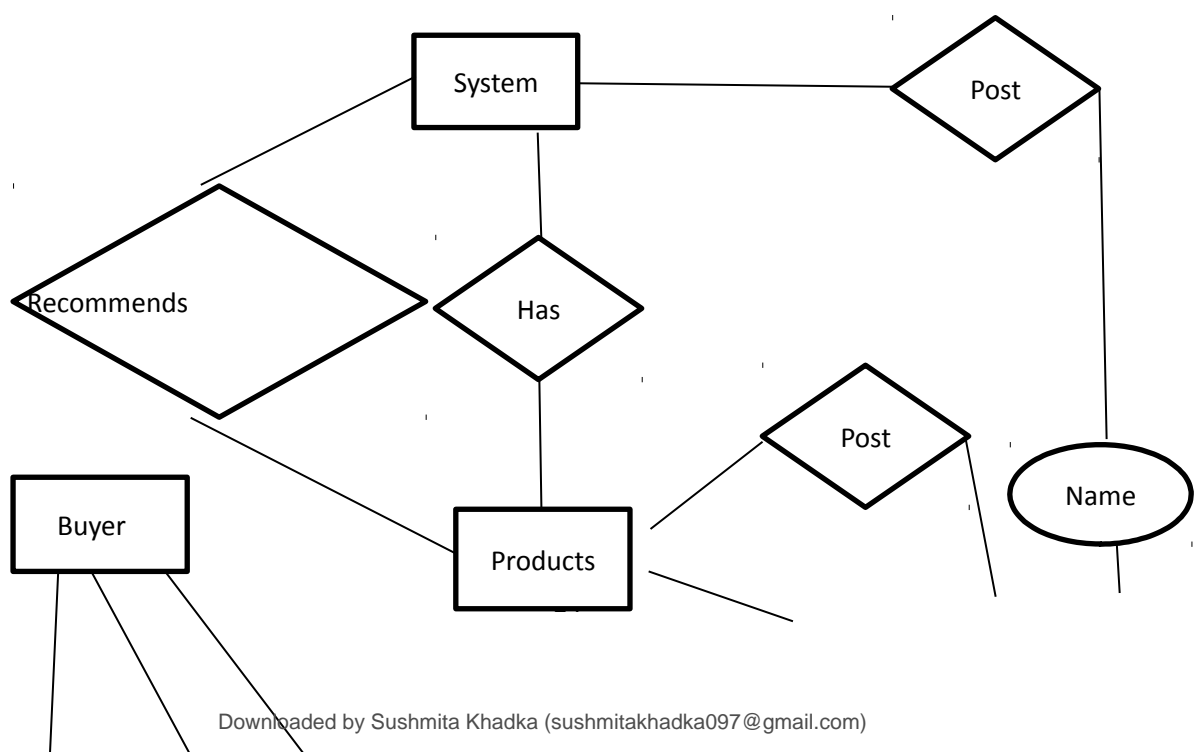 System
Post
Recommends
Has
Post
Name
Buyer
Products
Downloaded by Sushmita Khadka (sushmitakhadka097@gmail.com)